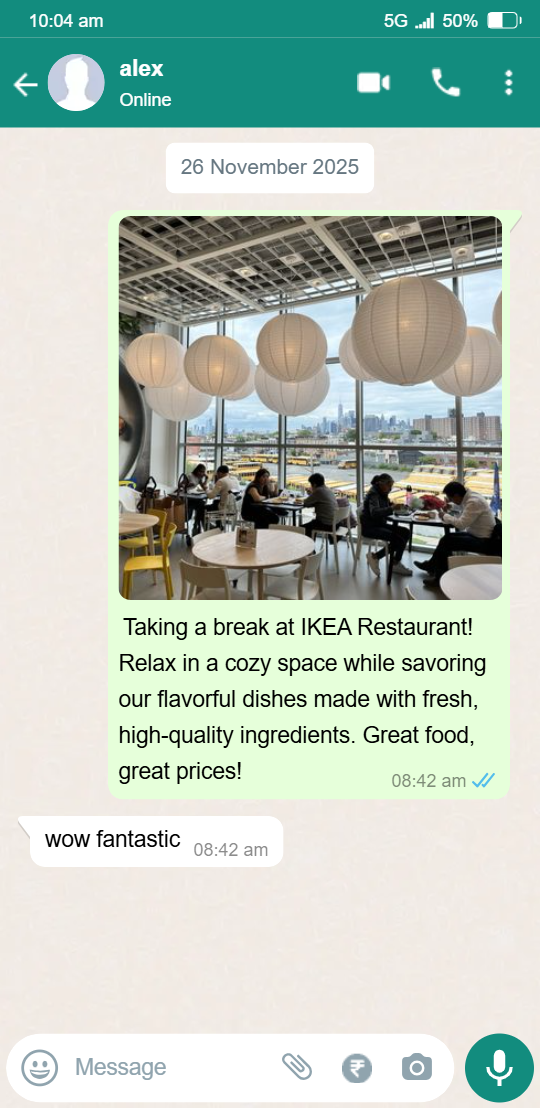 10:04 am 5G 50%
alex
Online
26 November 2025
Taking a break at IKEA Restaurant!
Relax in a cozy space while savoring
our flavorful dishes made with fresh,
high-quality ingredients. Great food,
great prices!
08:42 am
wow fantastic 08:42 am
Message
₹